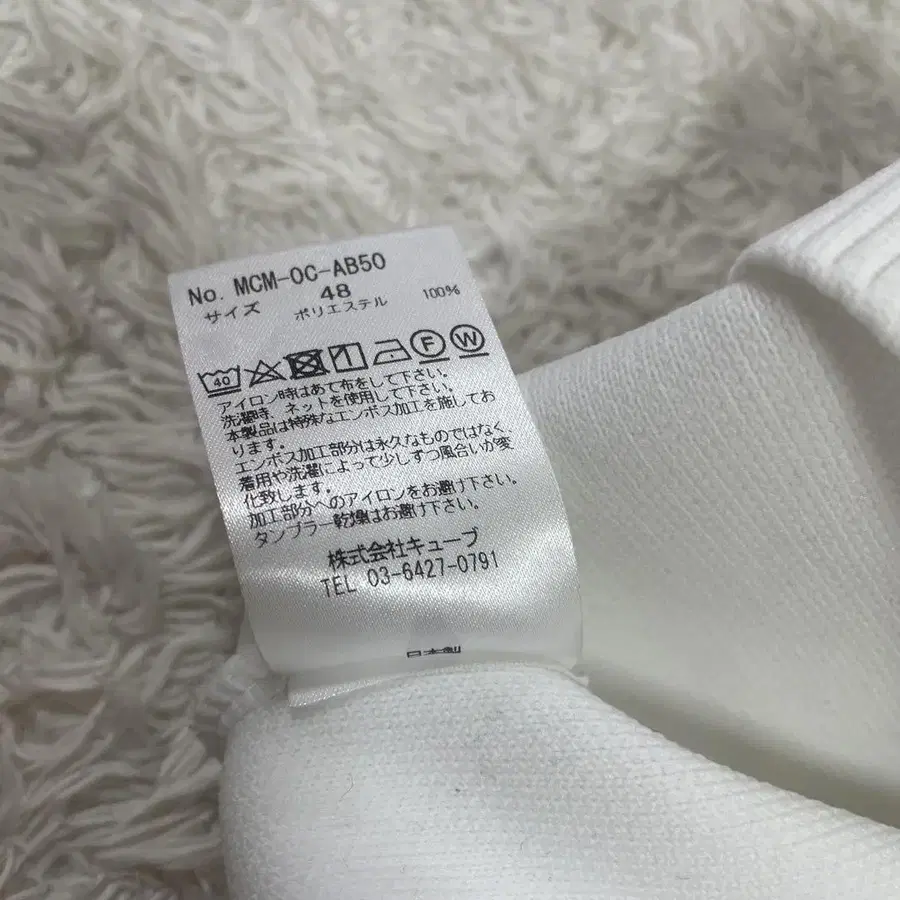 No. MCM-OC-AB50
サイズ 48
ポリエステル 100%
40 F W
アイロン時はあて布をして下さい。
洗濯時、ネットを使用して下さい。
本製品は特殊なエンボス加工を施してお
ります。
エンボス加工部分は永久なものではなく、
着用や洗濯によって少しずつ風合いが変
化致します。
加工部分へのアイロンをお避け下さい。
タンブラー乾燥はお避け下さい。
株式会社キューブ
TEL 03-6427-0791
日本製